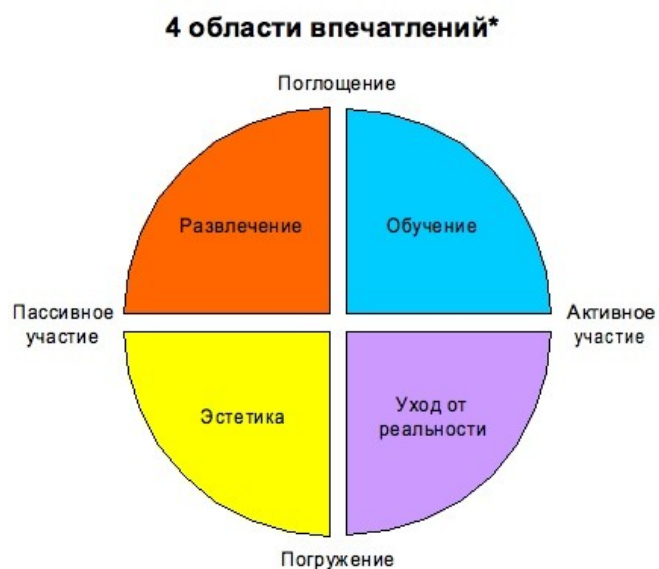 4 области впечатлений*
Поглощение
Развлечение
Обучение
Пассивное
участие
Активное
участие
Эстетика
Уход от
реальности
Погружение